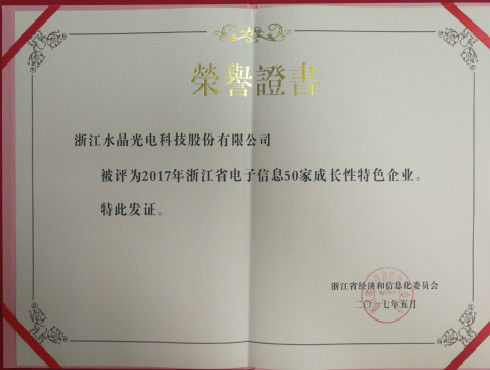 榮譽證書
浙江水晶光电科技股份有限公司
被评为2017年浙江省电子信息50家成长性特色企业。
特此发证。
浙江省经济和信息化委员会
二〇一七年五月